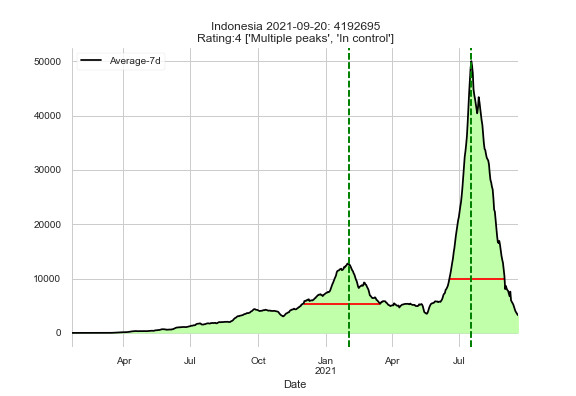 Indonesia 2021-09-20: 4192695
Rating:4 ['Multiple peaks', 'In control']
Average-7d
50000
40000
30000
20000
10000
0
Apr
Jul
Oct
Jan
2021
Apr
Jul
Date